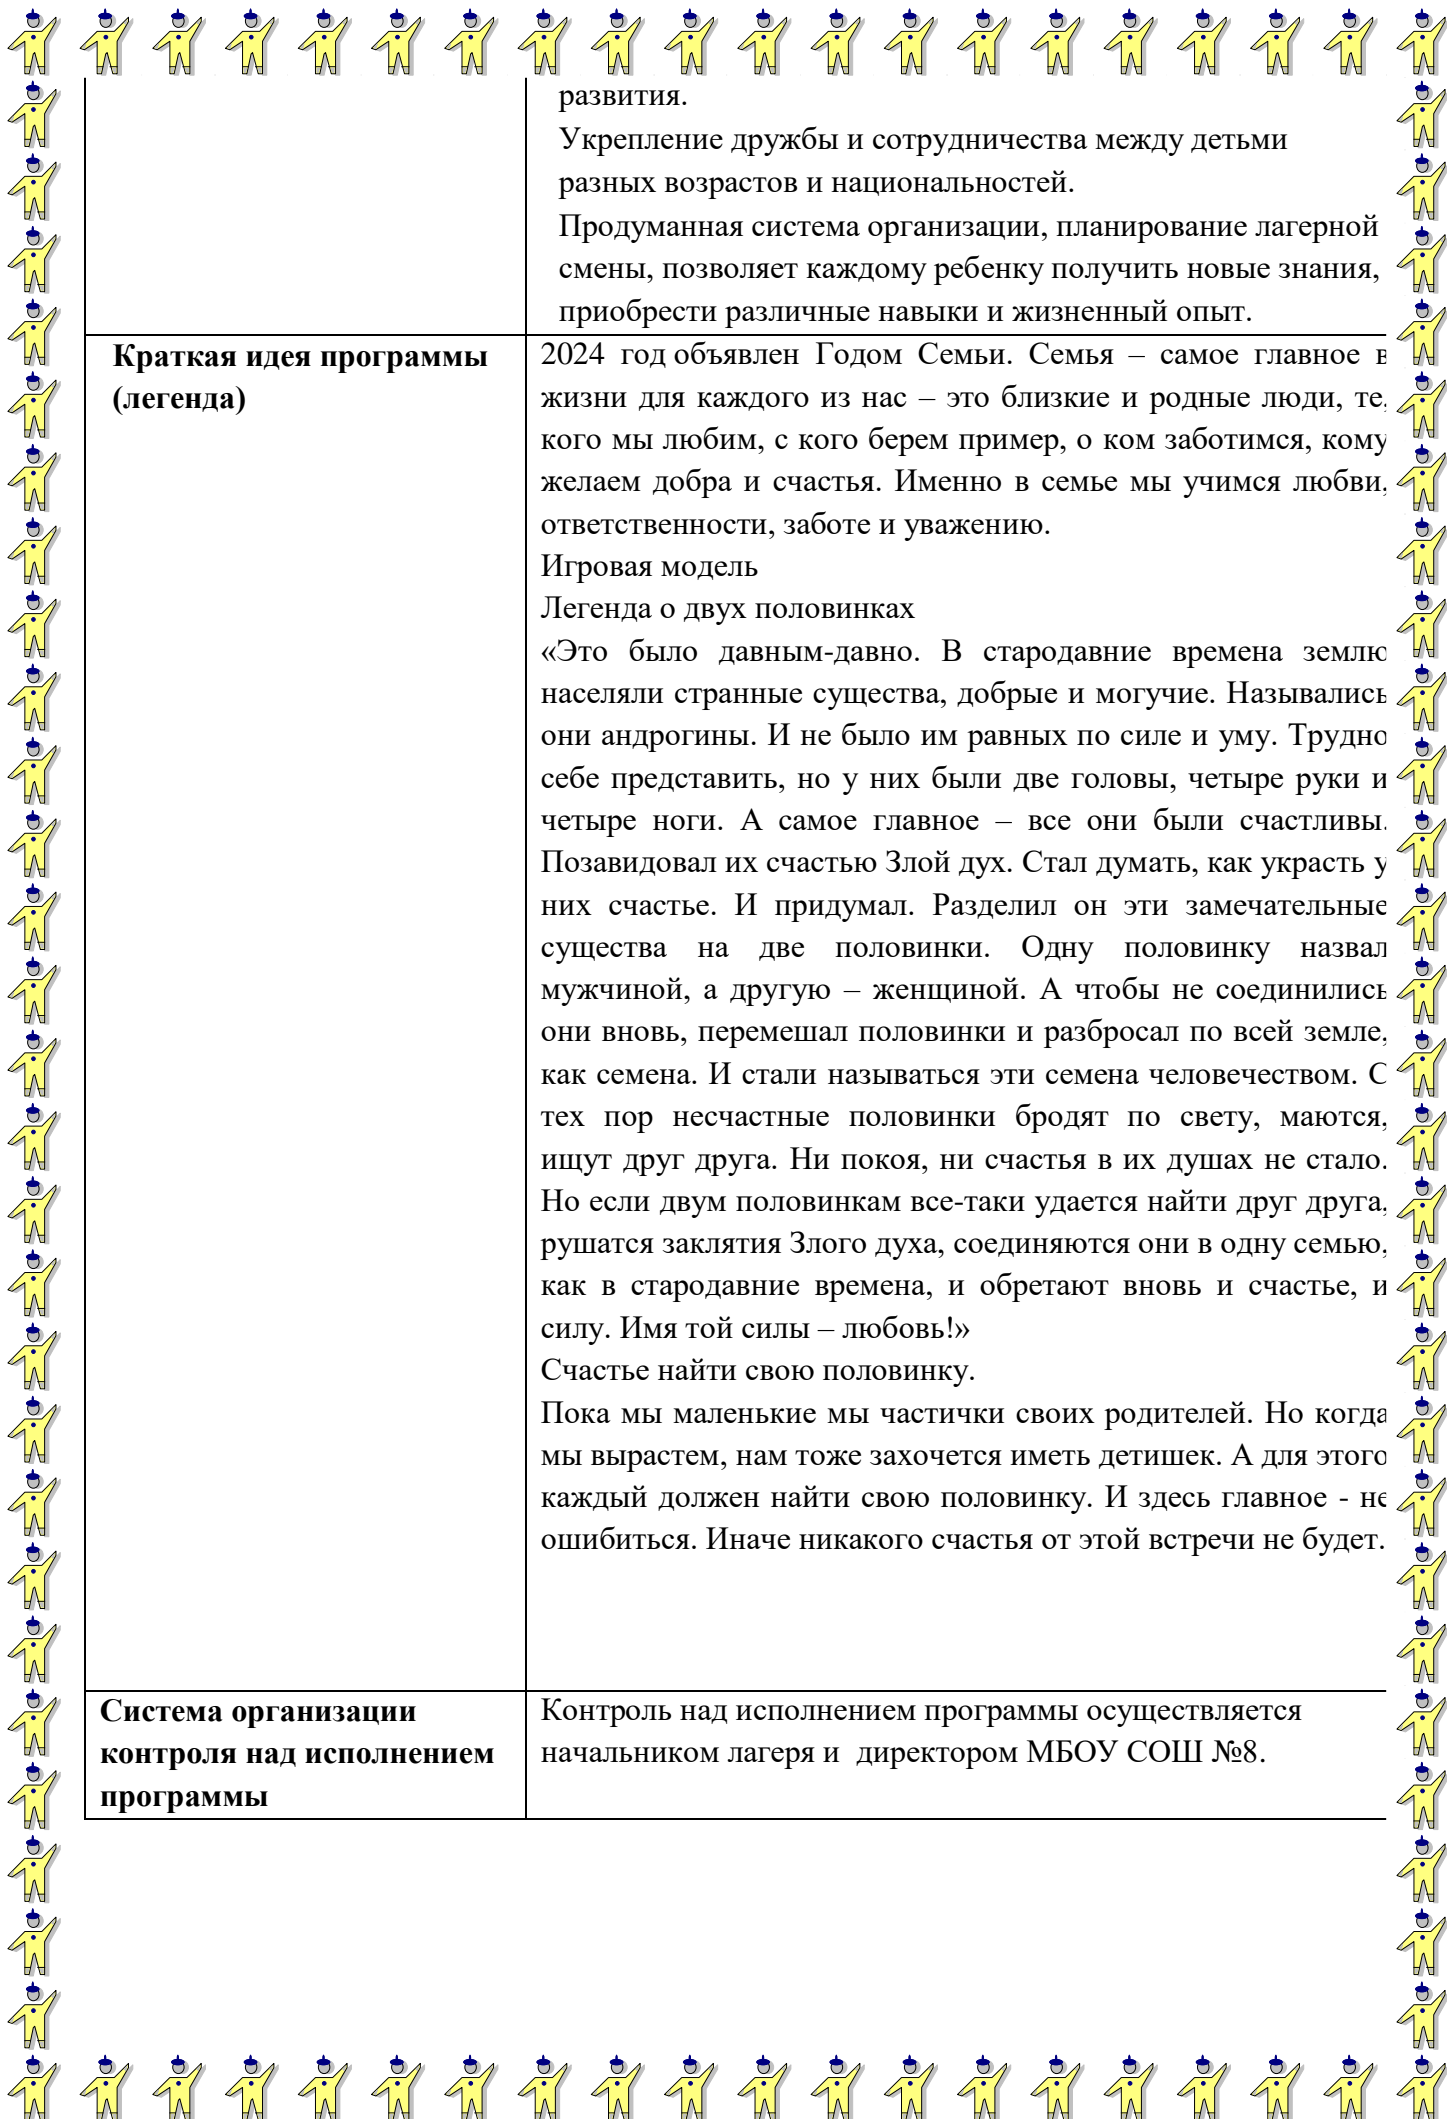 развития.
Укрепление дружбы и сотрудничества между детьми
разных возрастов и национальностей.
Продуманная система организации, планирование лагерной
смены, позволяет каждому ребенку получить новые знания,
приобрести различные навыки и жизненный опыт.
Краткая идея программы
(легенда)
2024 год объявлен Годом Семьи. Семья – самое главное в
жизни для каждого из нас – это близкие и родные люди, те,
кого мы любим, с кого берем пример, о ком заботимся, кому
желаем добра и счастья. Именно в семье мы учимся любви,
ответственности, заботе и уважению.
Игровая модель
Легенда о двух половинках
«Это было давным-давно. В стародавние времена землю
населяли странные существа, добрые и могучие. Назывались
они андрогины. И не было им равных по силе и уму. Трудно
себе представить, но у них были две головы, четыре руки и
четыре ноги. А самое главное – все они были счастливы.
Позавидовал их счастью Злой дух. Стал думать, как украсть у
них счастье. И придумал. Разделил он эти замечательные
существа на две половинки. Одну половинку назвал
мужчиной, а другую – женщиной. А чтобы не соединились
они вновь, перемешал половинки и разбросал по всей земле,
как семена. И стали называться эти семена человечеством. С
тех пор несчастные половинки бродят по свету, маются,
ищут друг друга. Ни покоя, ни счастья в их душах не стало.
Но если двум половинкам все-таки удается найти друг друга,
рушатся заклятия Злого духа, соединяются они в одну семью,
как в стародавние времена, и обретают вновь и счастье, и
силу. Имя той силы – любовь!»
Счастье найти свою половинку.
Пока мы маленькие мы частички своих родителей. Но когда
мы вырастем, нам тоже захочется иметь детишек. А для этого
каждый должен найти свою половинку. И здесь главное - не
ошибиться. Иначе никакого счастья от этой встречи не будет.
Система организации
контроля над исполнением
программы
Контроль над исполнением программы осуществляется
начальником лагеря и  директором МБОУ СОШ №8.